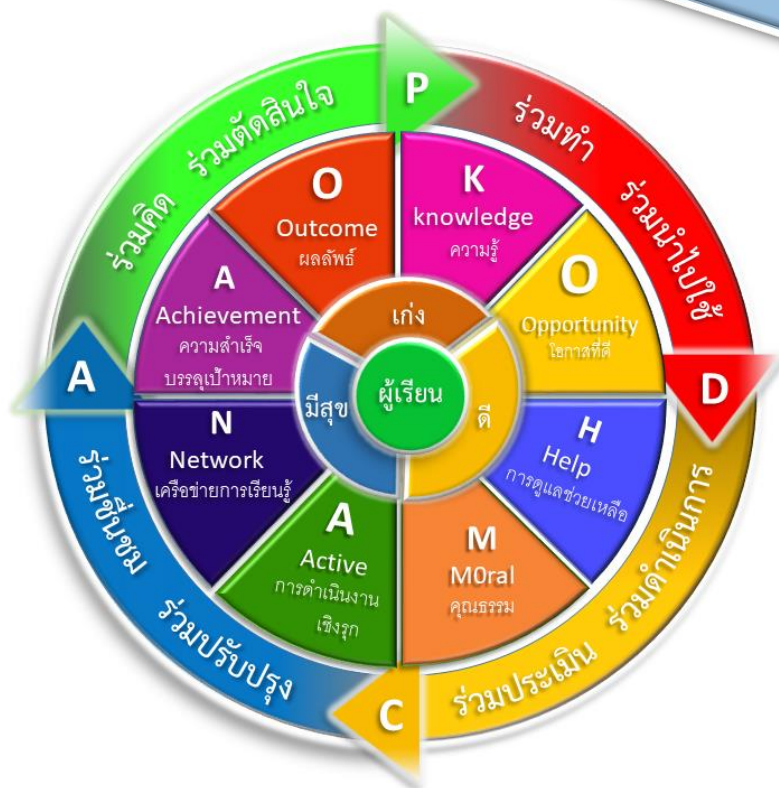 P
ร่วมคิด ร่วมตัดสินใจ
D
ร่วมทำ ร่วมนำไปใช้
C
ร่วมประเมิน ร่วมดำเนินการ
A
ร่วมชื่นชม ร่วมปรับปรุง
K
knowledge
ความรู้
O
Opportunity
โอกาสที่ดี
H
Help
การดูแลช่วยเหลือ
M
M0ral
คุณธรรม
A
Active
การดำเนินงาน
เชิงรุก
N
Network
เครือข่ายการเรียนรู้
A
Achievement
ความสำเร็จ
บรรลุเป้าหมาย
O
Outcome
ผลลัพธ์
เก่ง
ดี
มีสุข
ผู้เรียน